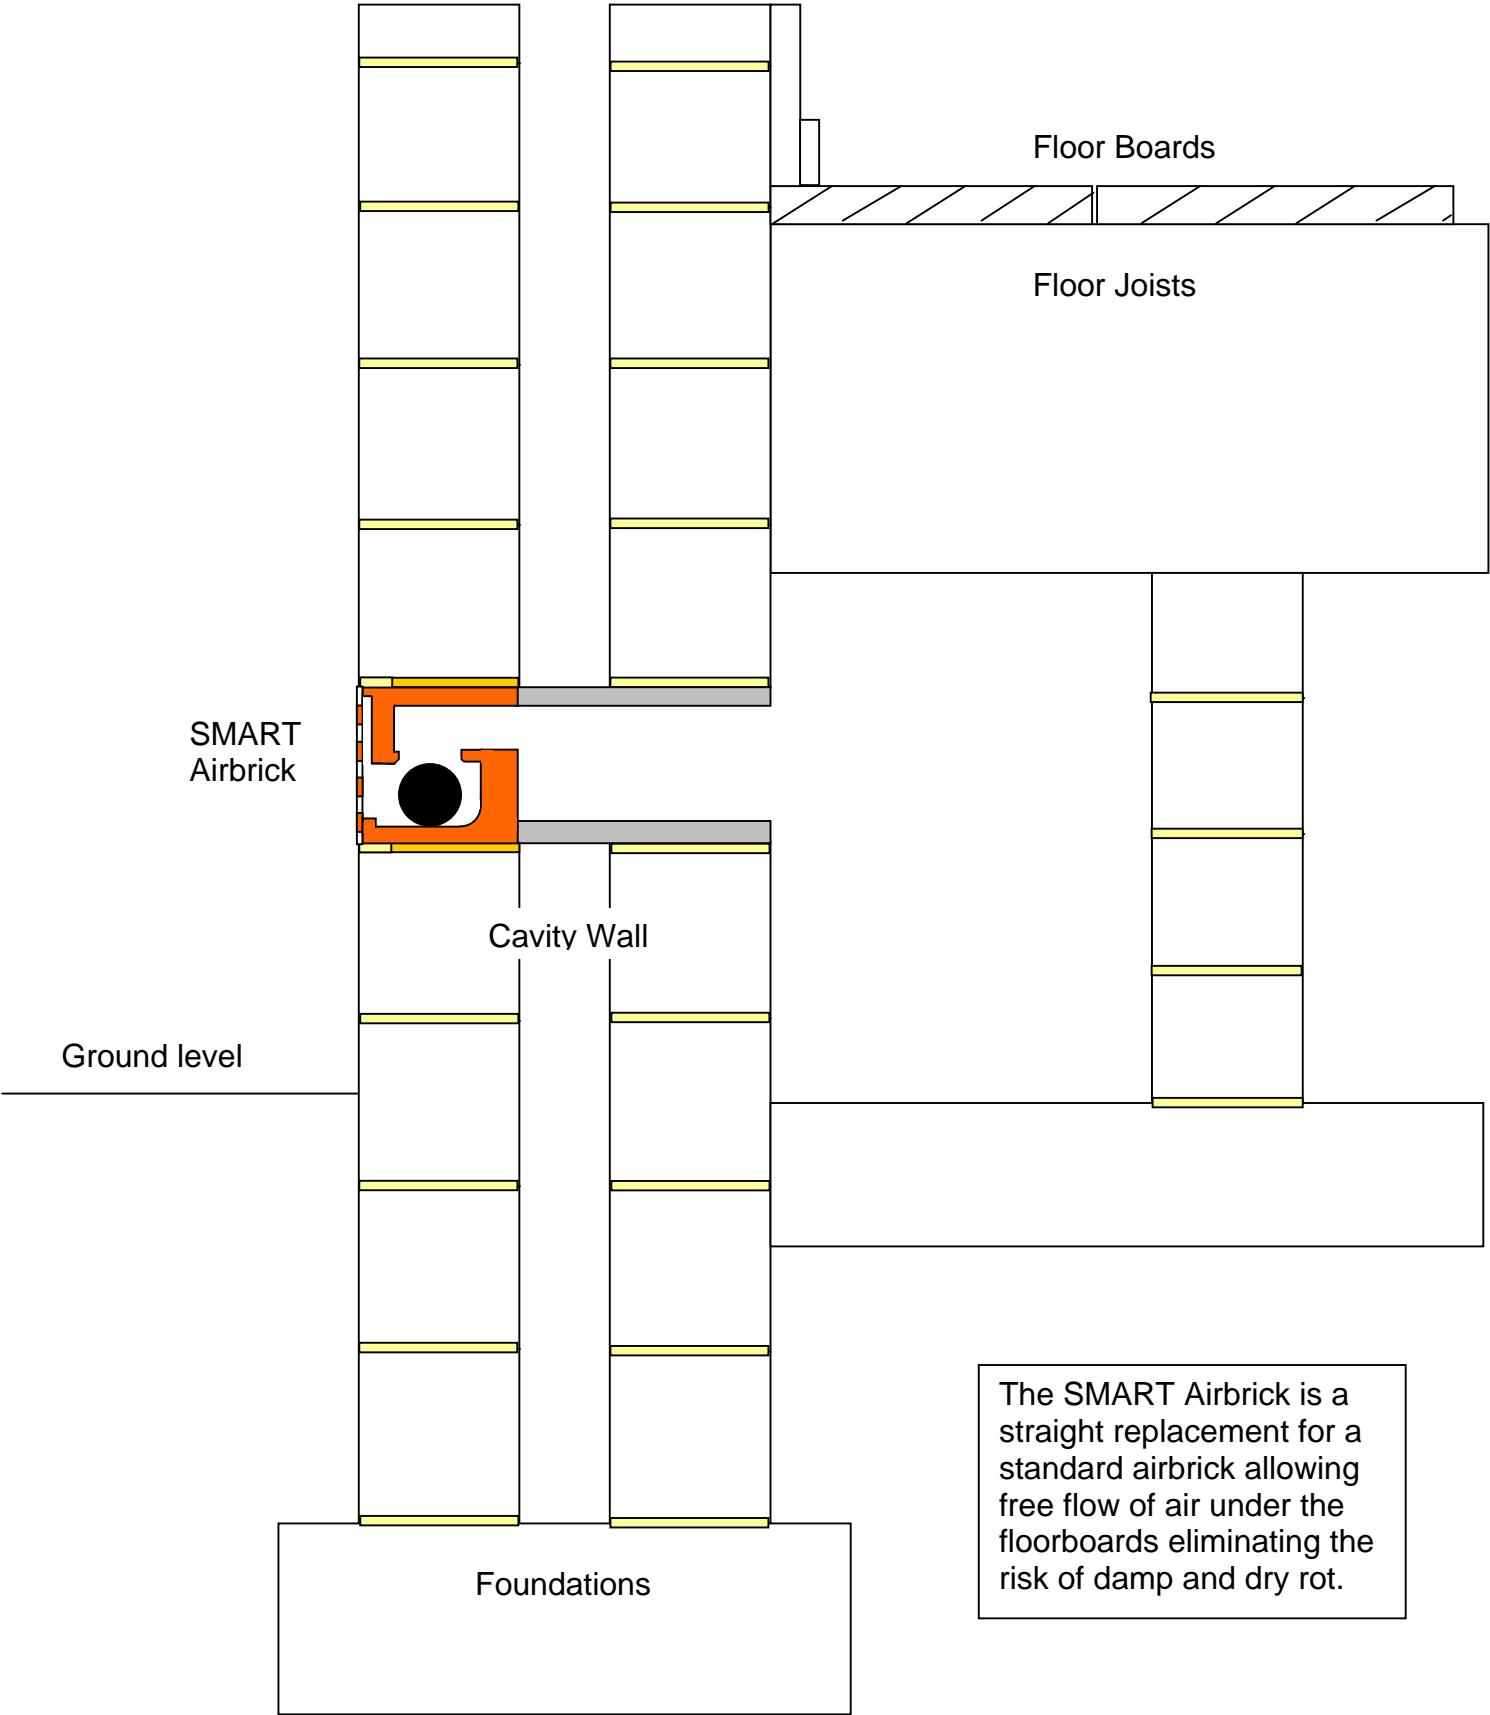 Floor Boards
Floor Joists
SMART
Airbrick
Cavity Wall
Ground level
The SMART Airbrick is a
straight replacement for a
standard airbrick allowing
free flow of air under the
floorboards eliminating the
risk of damp and dry rot.
Foundations